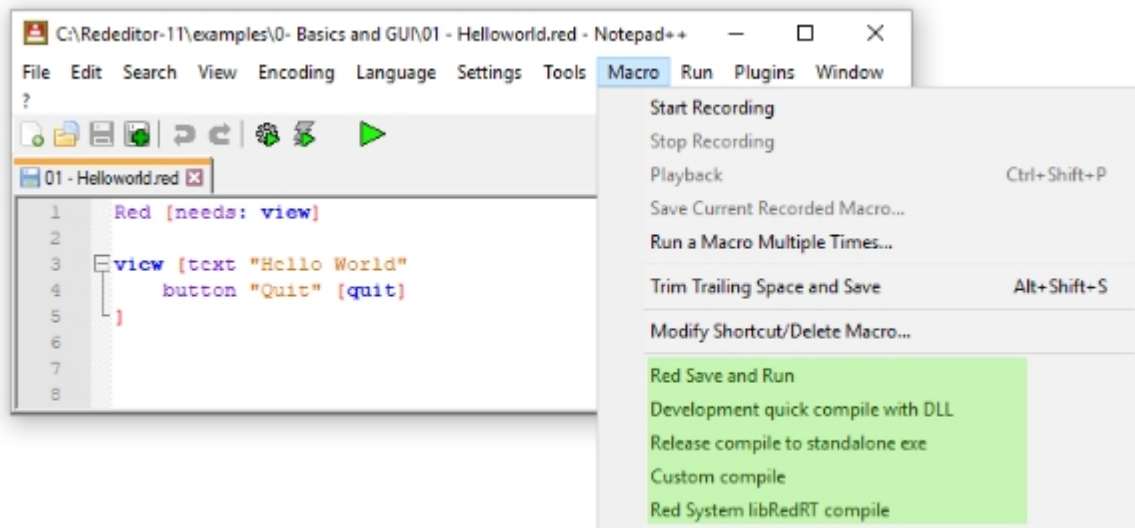 C:\Rededitor-11\examples\0- Basics and GUI\01 - Helloworld.red - Notepad++
File Edit Search View Encoding Language Settings Tools Macro Run Plugins Window
?
01 - Helloworld.red
1 Red [needs: view]
2
3 view [text "Hello World"
4 button "Quit" [quit]
5 ]
6
7
8
Start Recording
Stop Recording
Playback Ctrl+Shift+P
Save Current Recorded Macro...
Run a Macro Multiple Times...
Trim Trailing Space and Save Alt+Shift+S
Modify Shortcut/Delete Macro...
Red Save and Run
Development quick compile with DLL
Release compile to standalone exe
Custom compile
Red System libRedRT compile